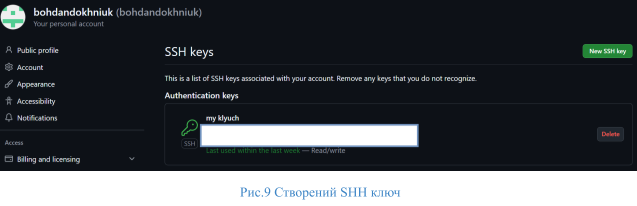 bohdandokhniuk (bohdandokhniuk)
Your personal account
Public profile
Account
Appearance
Accessibility
Notifications
Access
Billing and licensing
SSH keys
New SSH key
This is a list of SSH keys associated with your account. Remove any keys that you do not recognize.
Authentication keys
my klyuch
SSH
Last used within the last week — Read/write
Delete
Рис.9 Створений SHH ключ